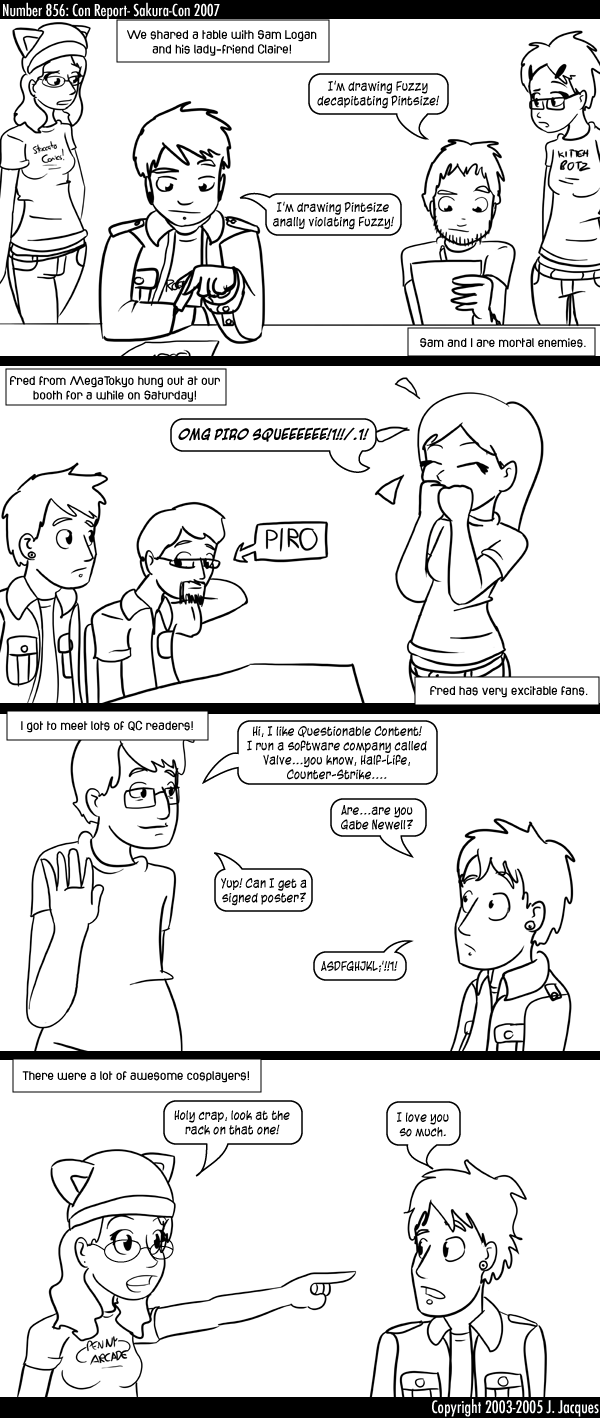 Number 856: Con Report- Sakura-Con 2007
We shared a table with Sam Logan
and his lady-friend Claire!
I'm drawing Fuzzy
decapitating Pintsize!
I'm drawing Pintsize
anally violating Fuzzy!
KITTEH
BOTZ
Sam and I are mortal enemies.
Fred from MegaTokyo hung out at our
booth for a while on Saturday!
OMG PIRO SQUEEEEEE!1!!/.1!
PIRO
Fred has very excitable fans.
I got to meet lots of QC readers!
Hi, I like Questionable Content!
I run a software company called
Valve...you know, Half-Life,
Counter-Strike....
Are...are you
Gabe Newell?
Yup! Can I get a
signed poster?
ASDFGHJKL;'!!1!
There were a lot of awesome cosplayers!
Holy crap, look at the
rack on that one!
I love you
so much.
PENNY
ARCADE
Copyright 2003-2005 J. Jacques